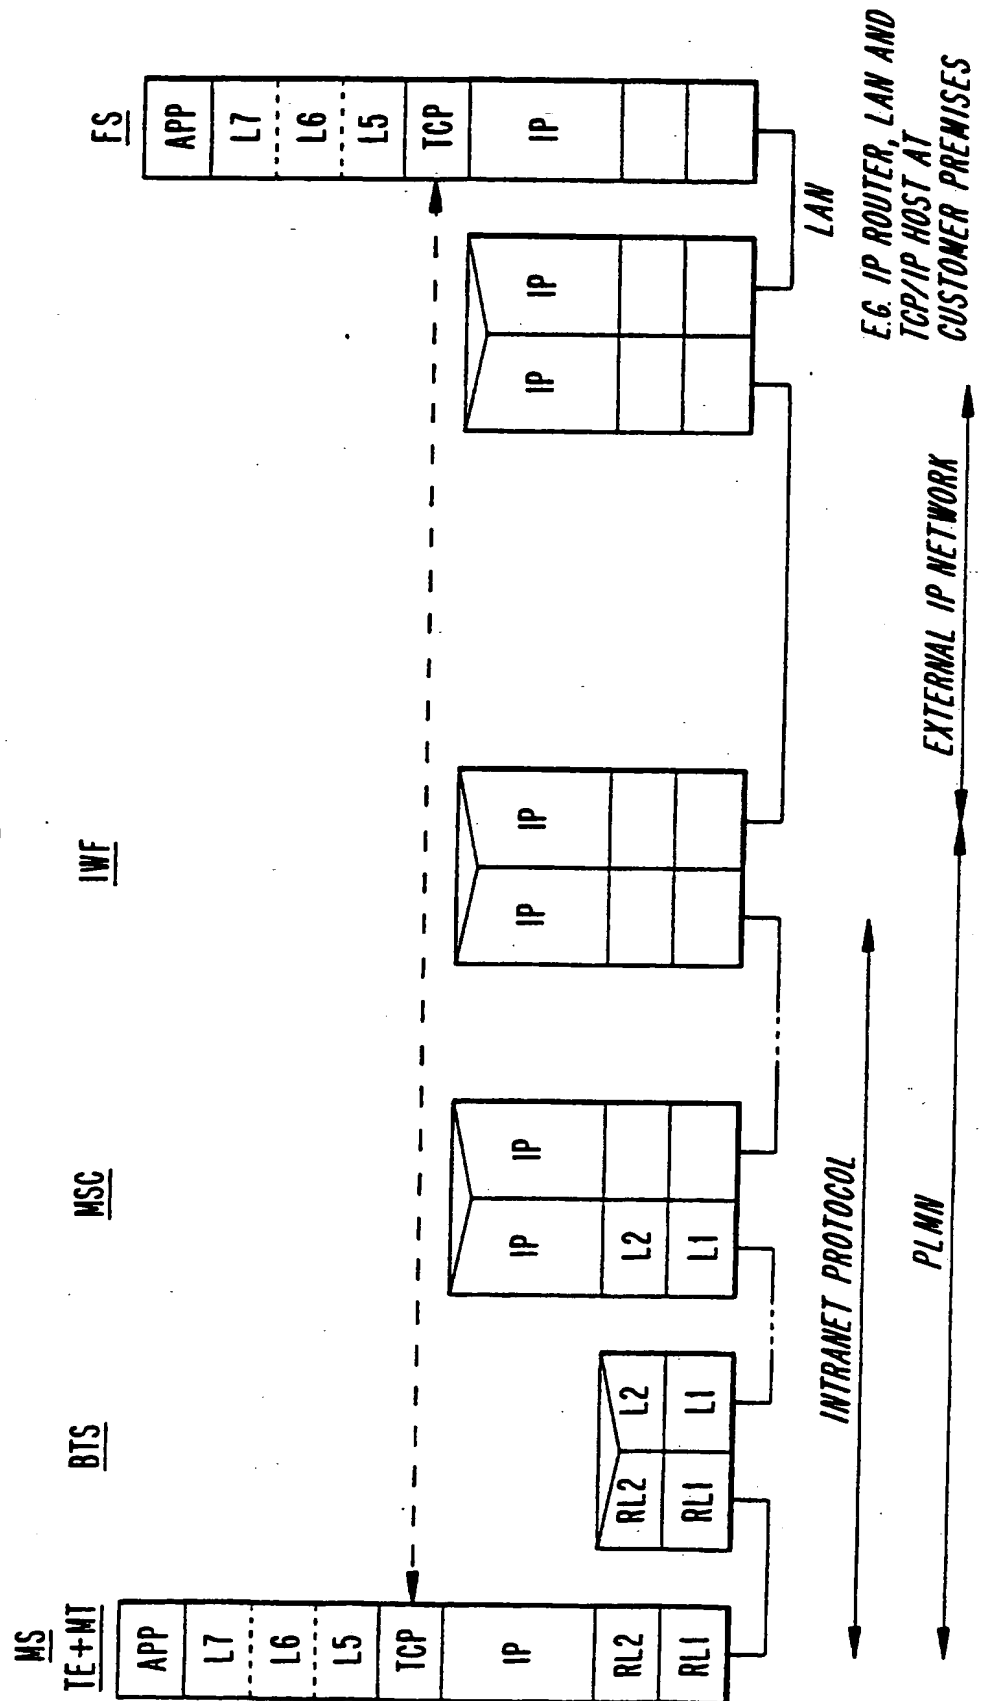 MS
TE+MT
BTS
MSC
IWF
FS
APP
L7
L6
L5
TCP
IP
RL2
RL1
RL2
L2
RL1
L1
IP
IP
L2
L1
IP
IP
IP
IP
APP
L7
L6
L5
TCP
IP
LAN
INTRANET PROTOCOL
PLMN
EXTERNAL IP NETWORK
E.G. IP ROUTER, LAN AND
TCP/IP HOST AT
CUSTOMER PREMISES